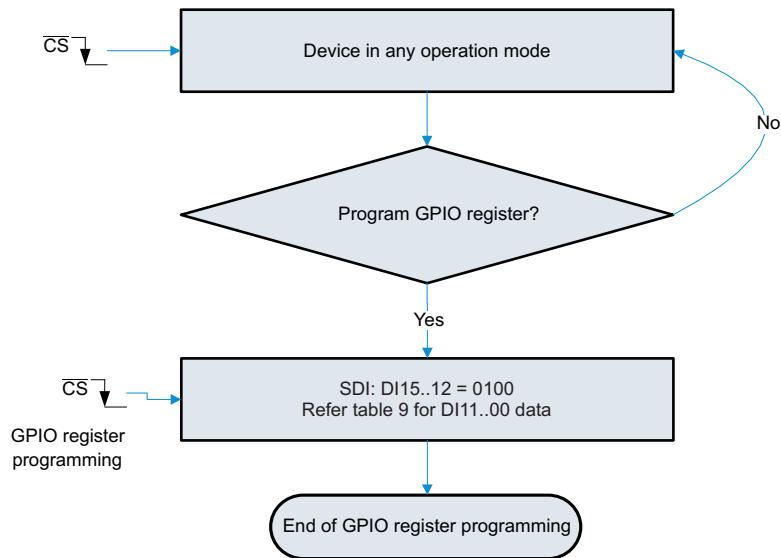 CS
Device in any operation mode
No
Program GPIO register?
Yes
CS
SDI: DI15..12 = 0100
Refer table 9 for DI11..00 data
GPIO register
programming
End of GPIO register programming